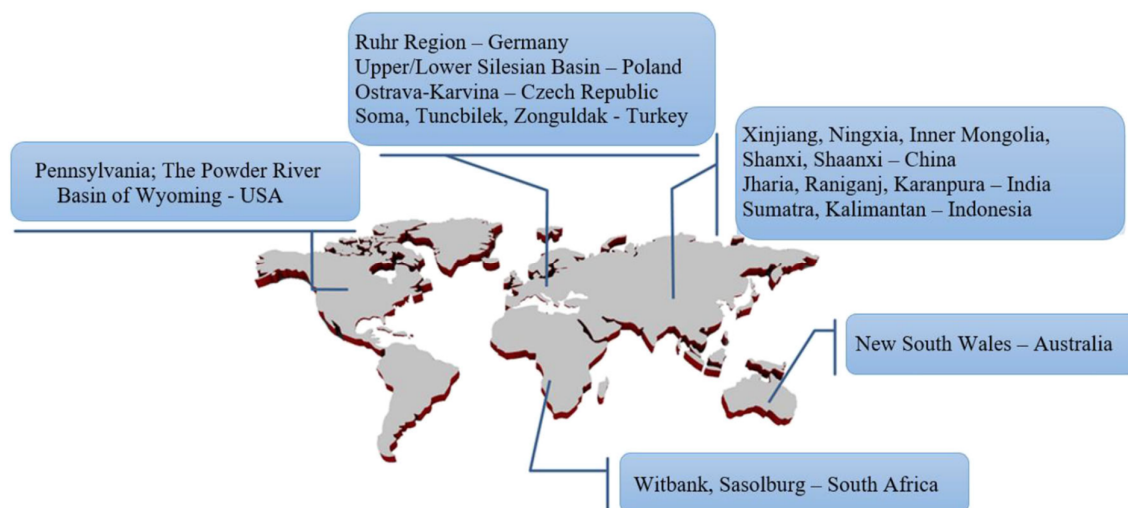 Ruhr Region – Germany
Upper/Lower Silesian Basin – Poland
Ostrava-Karvina – Czech Republic
Soma, Tuncbilek, Zonguldak - Turkey
Xinjiang, Ningxia, Inner Mongolia,
Shanxi, Shaanxi – China
Jharia, Raniganj, Karanpura – India
Sumatra, Kalimantan – Indonesia
Pennsylvania; The Powder River
Basin of Wyoming - USA
New South Wales – Australia
Witbank, Sasolburg – South Africa